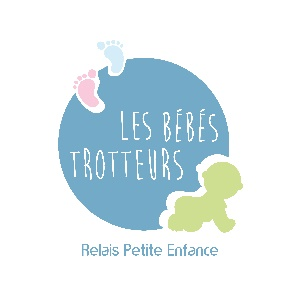 LES BÉBÉS
TROTTEURS
Relais Petite Enfance